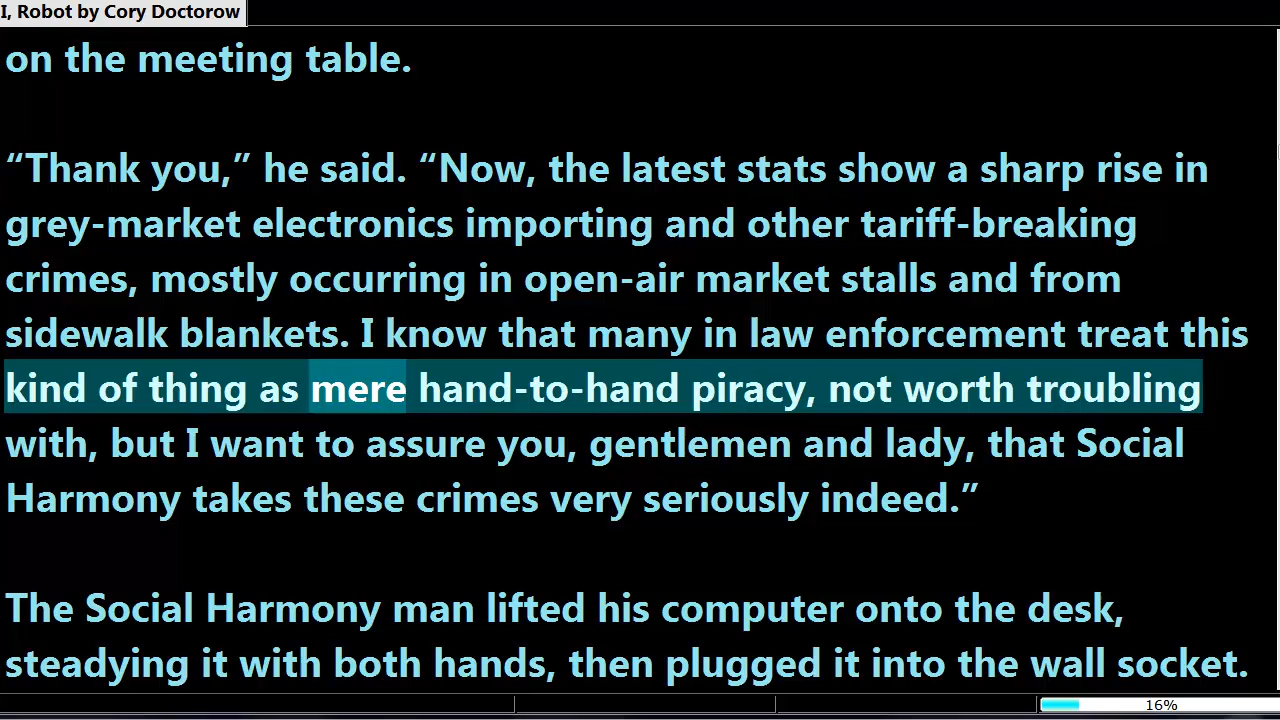 I, Robot by Cory Doctorow
on the meeting table.
“Thank you,” he said. “Now, the latest stats show a sharp rise in
grey-market electronics importing and other tariff-breaking
crimes, mostly occurring in open-air market stalls and from
sidewalk blankets. I know that many in law enforcement treat this
kind of thing as mere hand-to-hand piracy, not worth troubling
with, but I want to assure you, gentlemen and lady, that Social
Harmony takes these crimes very seriously indeed.”
The Social Harmony man lifted his computer onto the desk,
steadying it with both hands, then plugged it into the wall socket.
16%